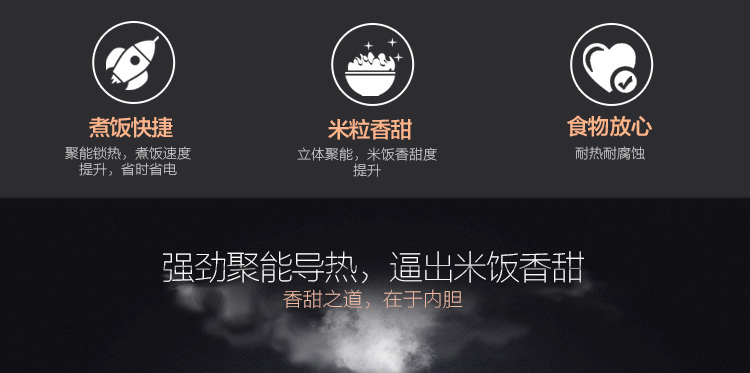 煮饭快捷
聚能锁热，煮饭速度
提升，省时省电
米粒香甜
立体聚能，米饭香甜度
提升
食物放心
耐热耐腐蚀
强劲聚能导热，逼出米饭香甜
香甜之道，在于内胆